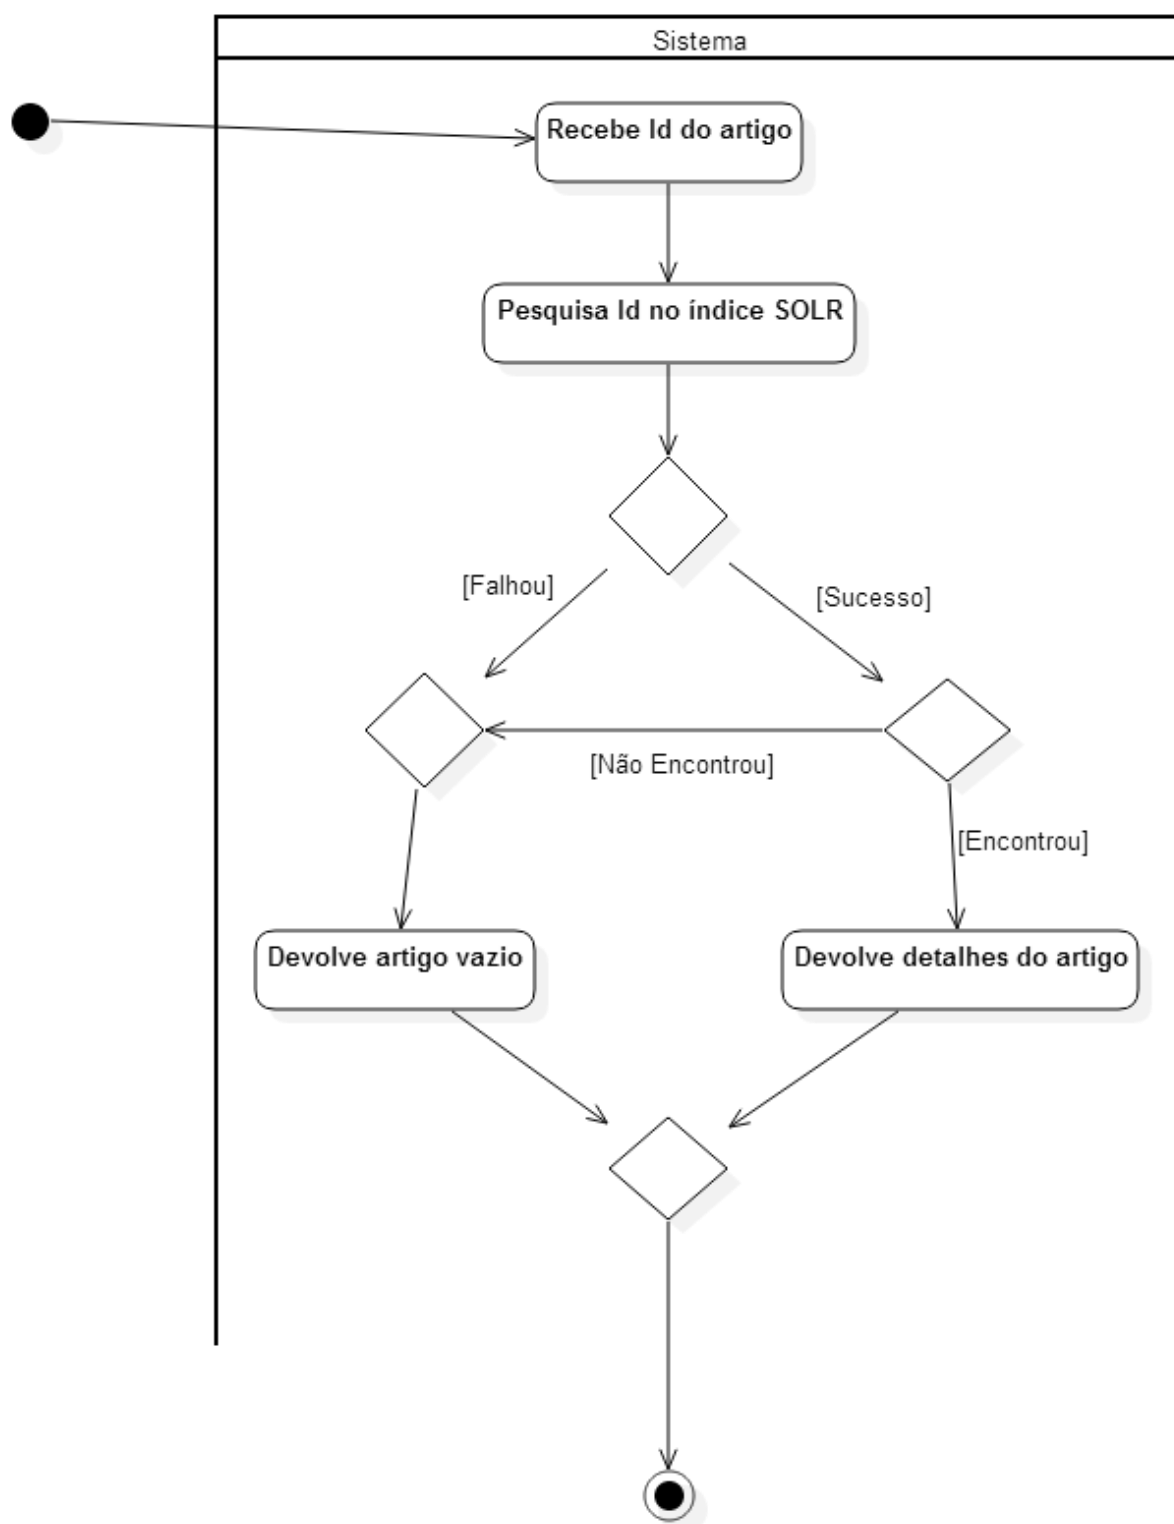 Sistema
Recebe Id do artigo
Pesquisa Id no índice SOLR
[Falhou]
[Sucesso]
[Não Encontrou]
[Encontrou]
Devolve artigo vazio
Devolve detalhes do artigo